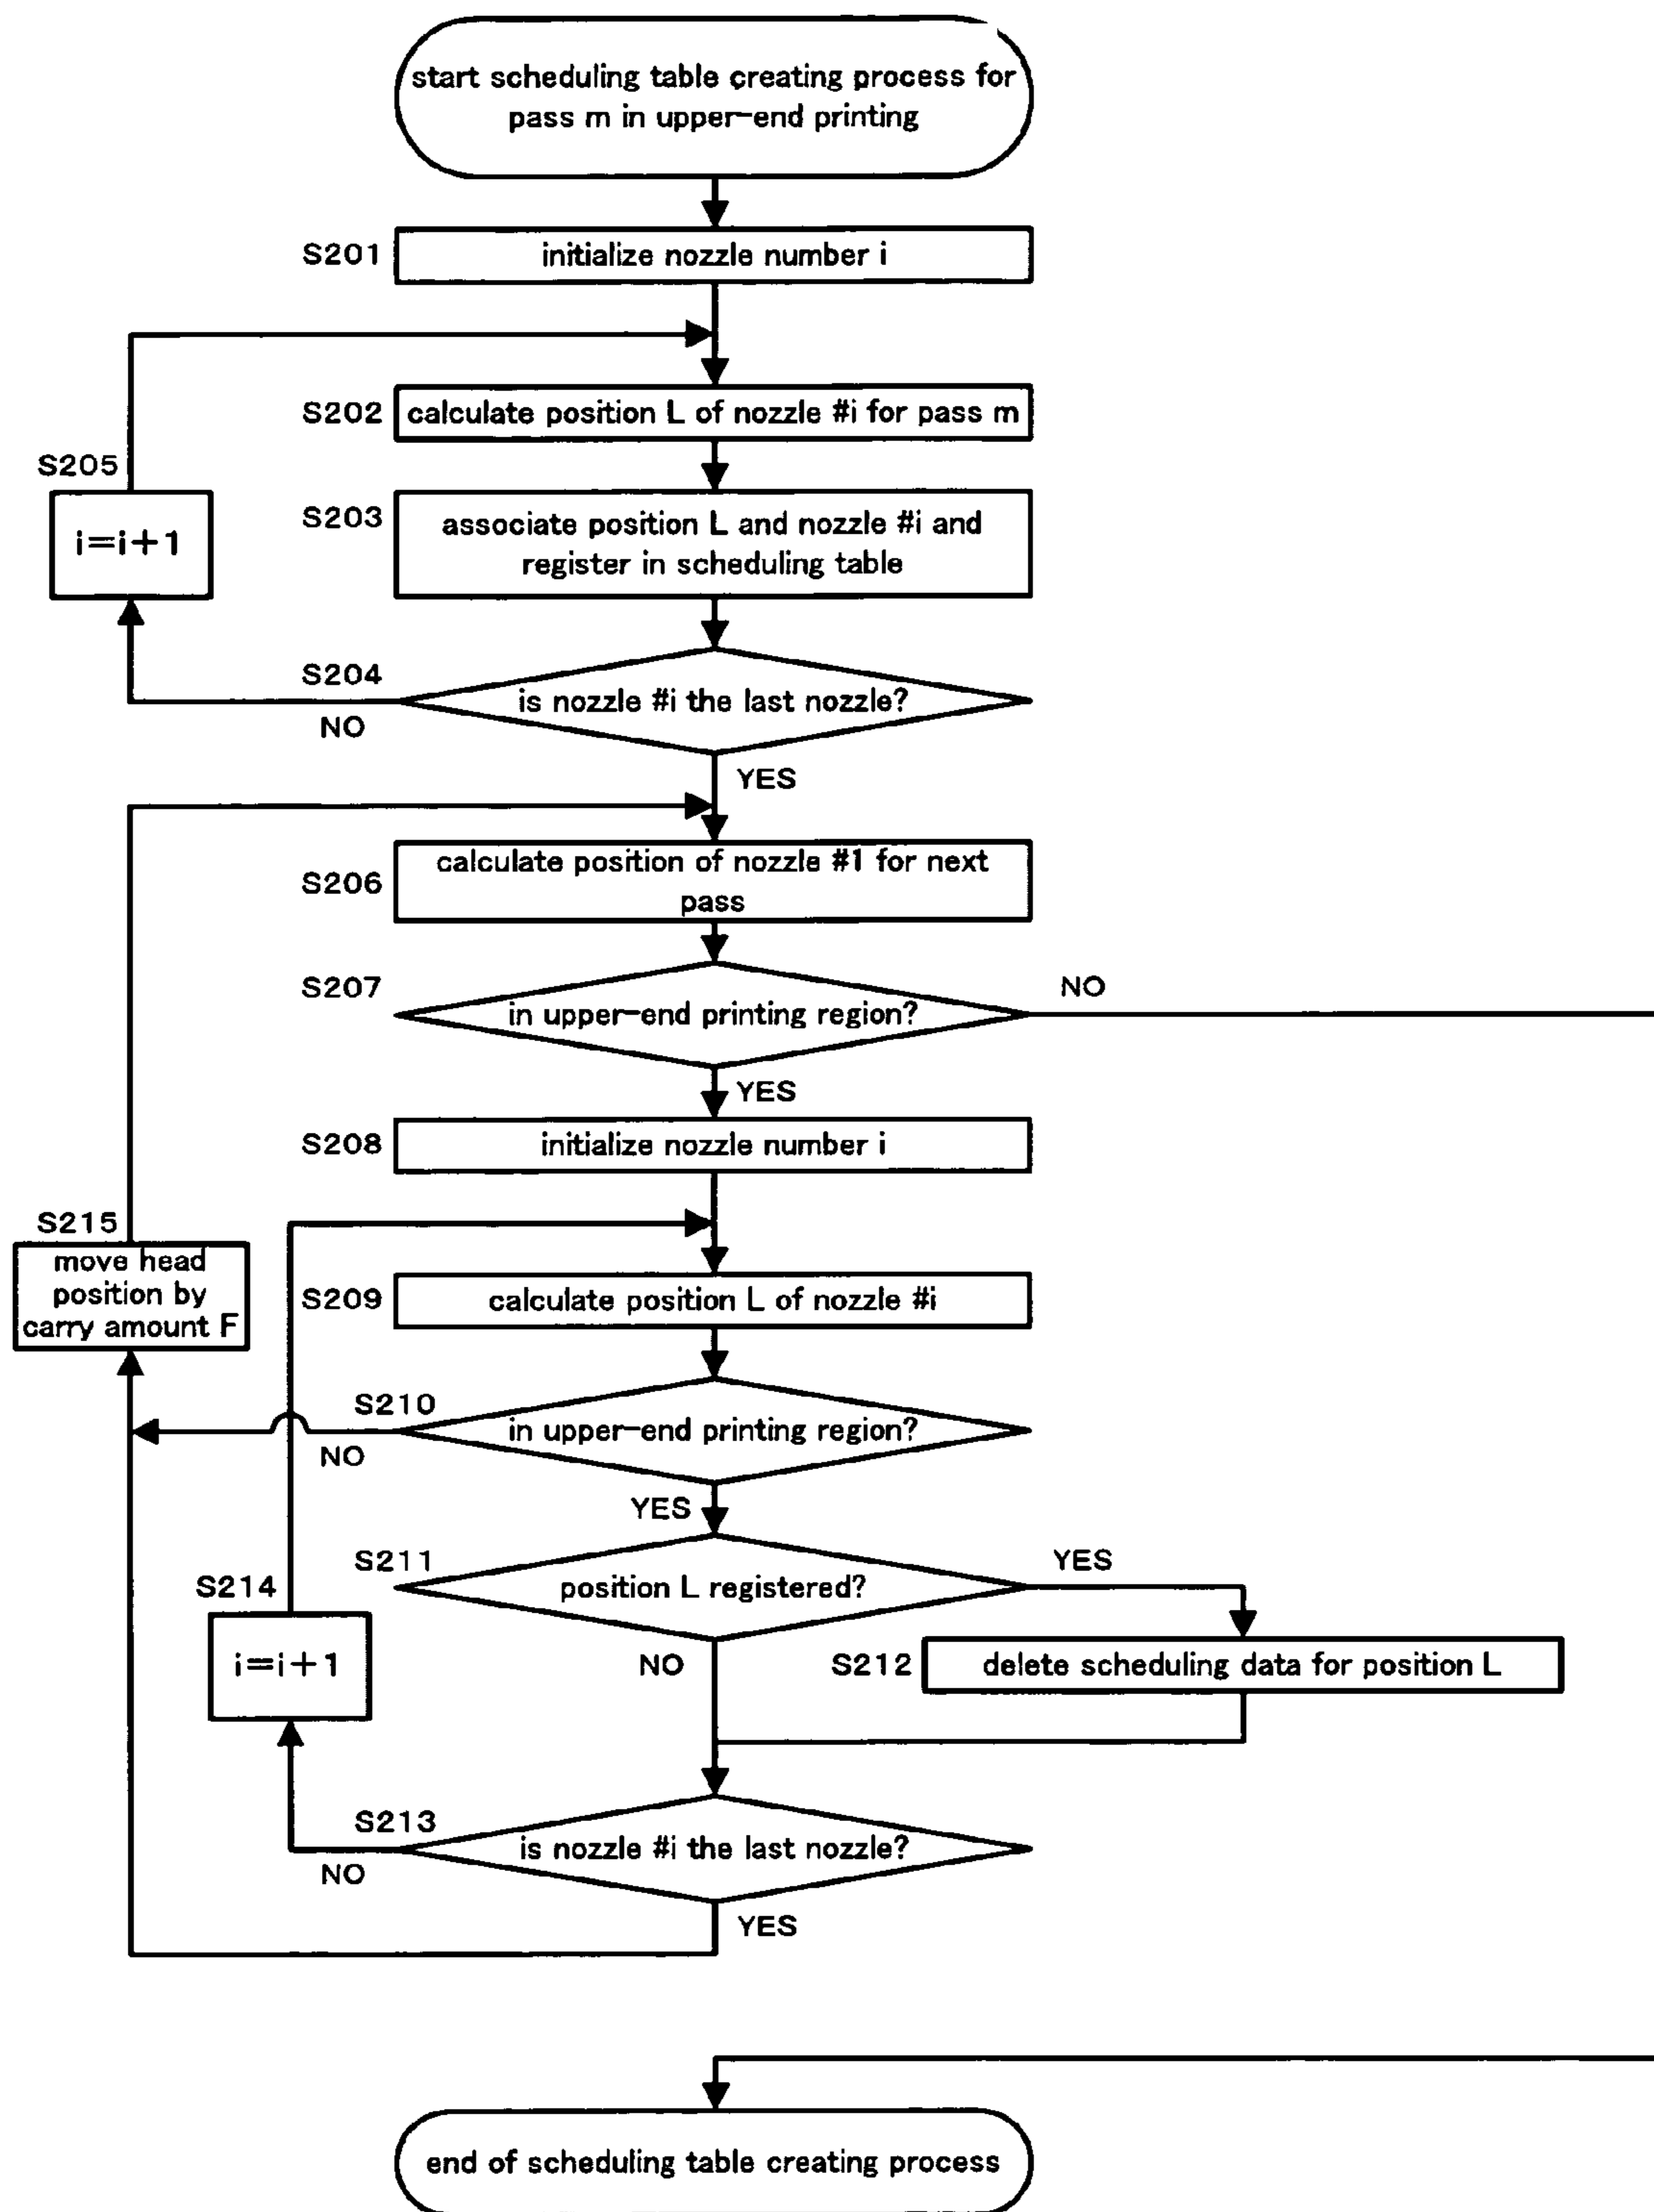 start scheduling table creating process for
pass m in upper-end printing
S201
initialize nozzle number i
S202
calculate position L of nozzle #i for pass m
S205
i=i+1
S203
associate position L and nozzle #i and
register in scheduling table
S204
is nozzle #i the last nozzle?
NO
YES
S206
calculate position of nozzle #1 for next
pass
S207
in upper-end printing region?
NO
YES
S208
initialize nozzle number i
S215
move head
position by
carry amount F
S209
calculate position L of nozzle #i
S210
in upper-end printing region?
NO
YES
S211
position L registered?
YES
S214
i=i+1
NO
S212
delete scheduling data for position L
S213
is nozzle #i the last nozzle?
NO
YES
end of scheduling table creating process